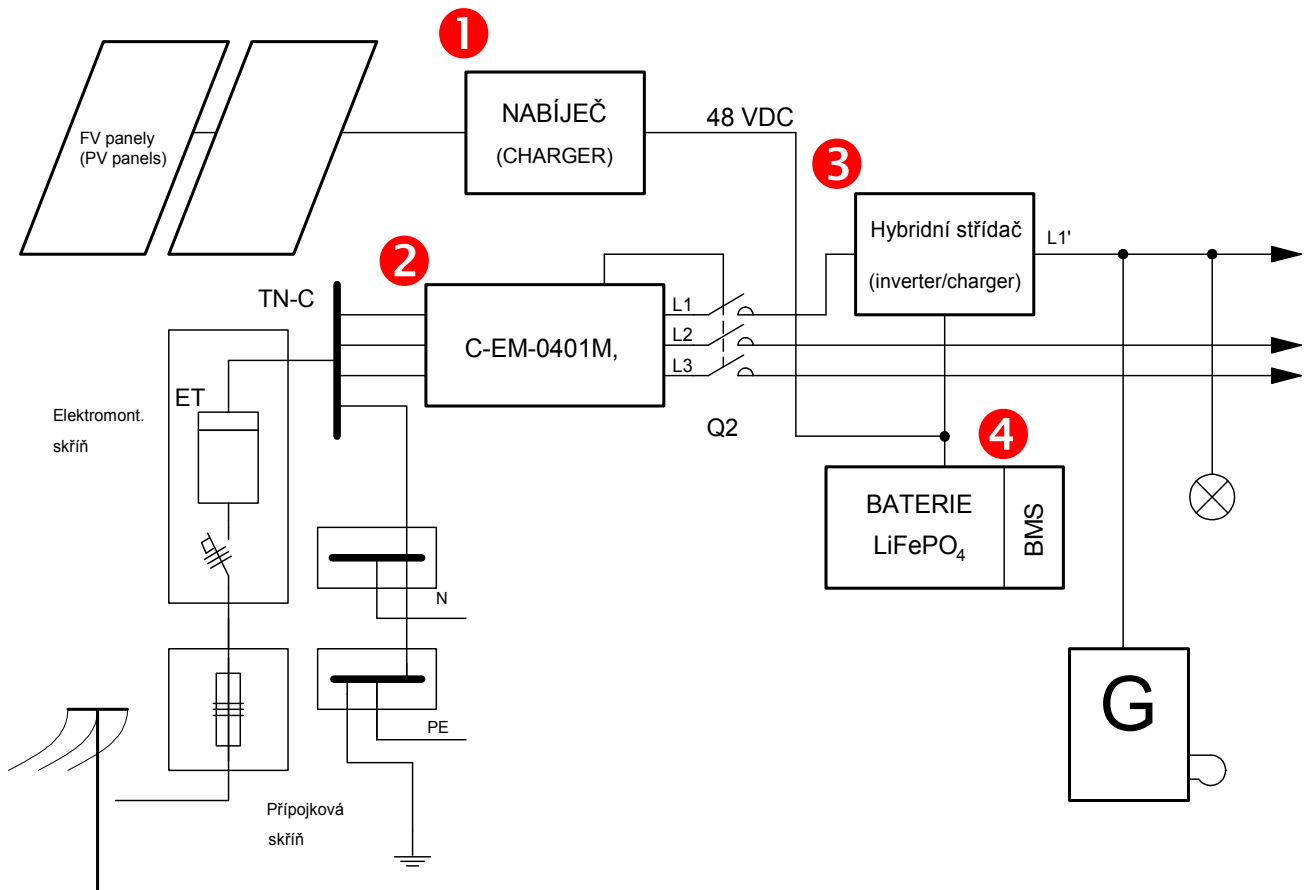 1
FV panely
(PV panels)
NABÍJEČ
(CHARGER)
48 VDC
3
Hybridní střídač
(inverter/charger)
L1'
2
TN-C
C-EM-0401M,
L1
L2
L3
Q2
ET
Elektromont.
skříň
4
BATERIE
LiFePO₄
BMS
N
PE
G
Přípojková
skříň